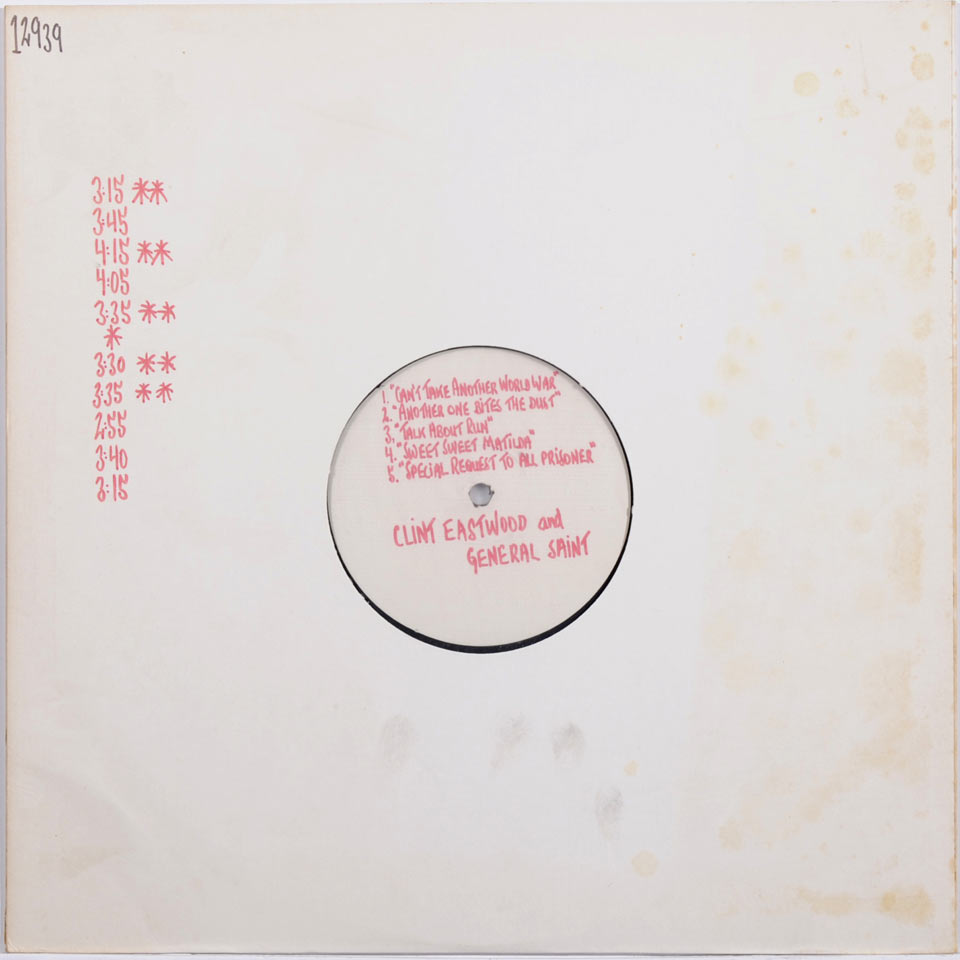 12939
3:15 **
3:45
4:15 **
4:05
3:35 **
*
3:30 **
3:35 **
2:55
3:40
3:15
1. "CAN'T TAKE ANOTHER WORLD WAR"
2. "ANOTHER ONE BITES THE DUST"
3. "TALK ABOUT RUN"
4. "SWEET SWEET MATILDA"
5. "SPECIAL REQUEST TO ALL PRISONER"
CLINT EASTWOOD and
GENERAL SAINT